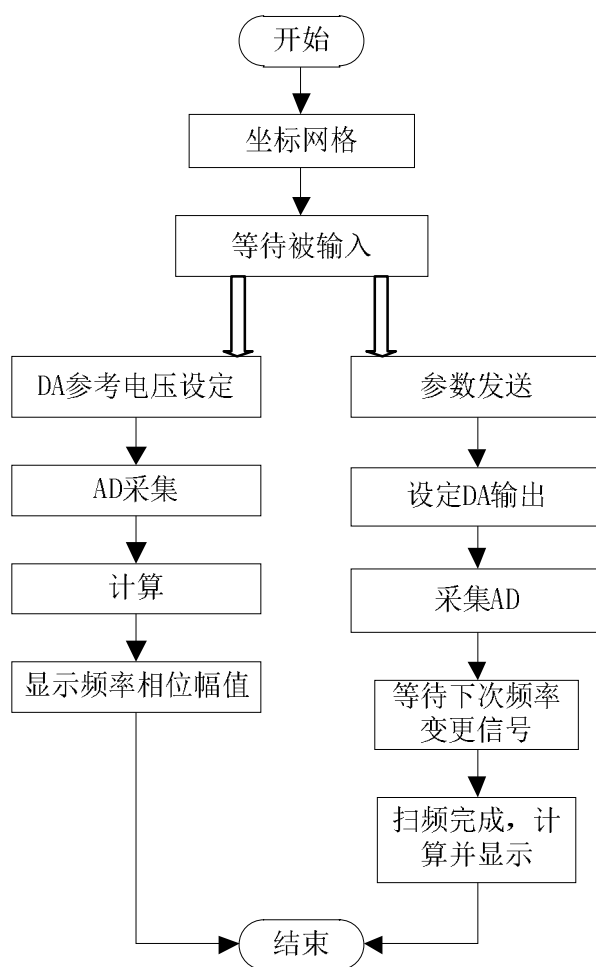 开始
坐标网格
等待被输入
DA参考电压设定
AD采集
计算
显示频率相位幅值
参数发送
设定DA输出
采集AD
等待下次频率
变更信号
扫频完成，计
算并显示
结束